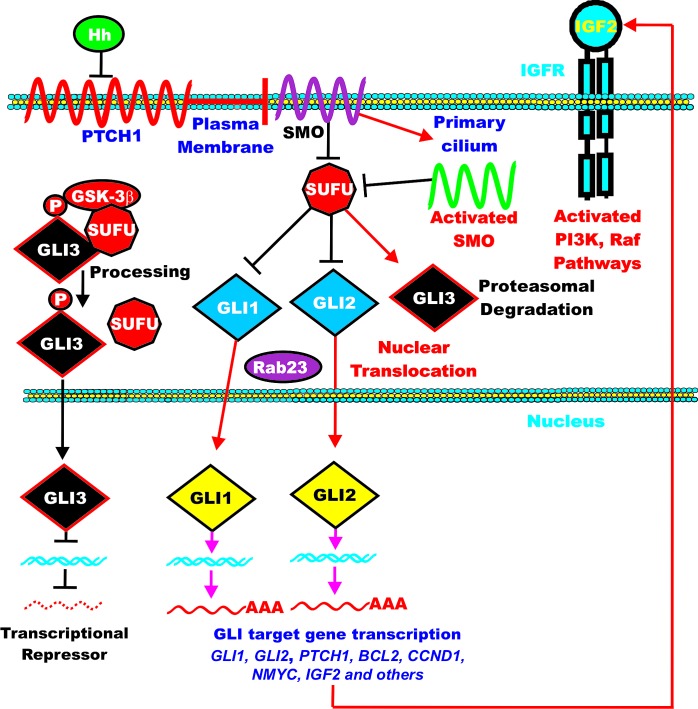 Hh
IGF2
IGFR
PTCH1
Plasma
Membrane
SMO
Primary
cilium
SUFU
Activated
SMO
Activated
PI3K, Raf
Pathways
P
GSK-3β
SUFU
GLI3
Processing
P
GLI3
SUFU
GLI1
GLI2
GLI3
Proteasomal
Degradation
Rab23
Nuclear
Translocation
Nucleus
GLI3
GLI1
GLI2
AAA
AAA
Transcriptional
Repressor
GLI target gene transcription
GLI1, GLI2, PTCH1, BCL2, CCND1,
NMYC, IGF2 and others